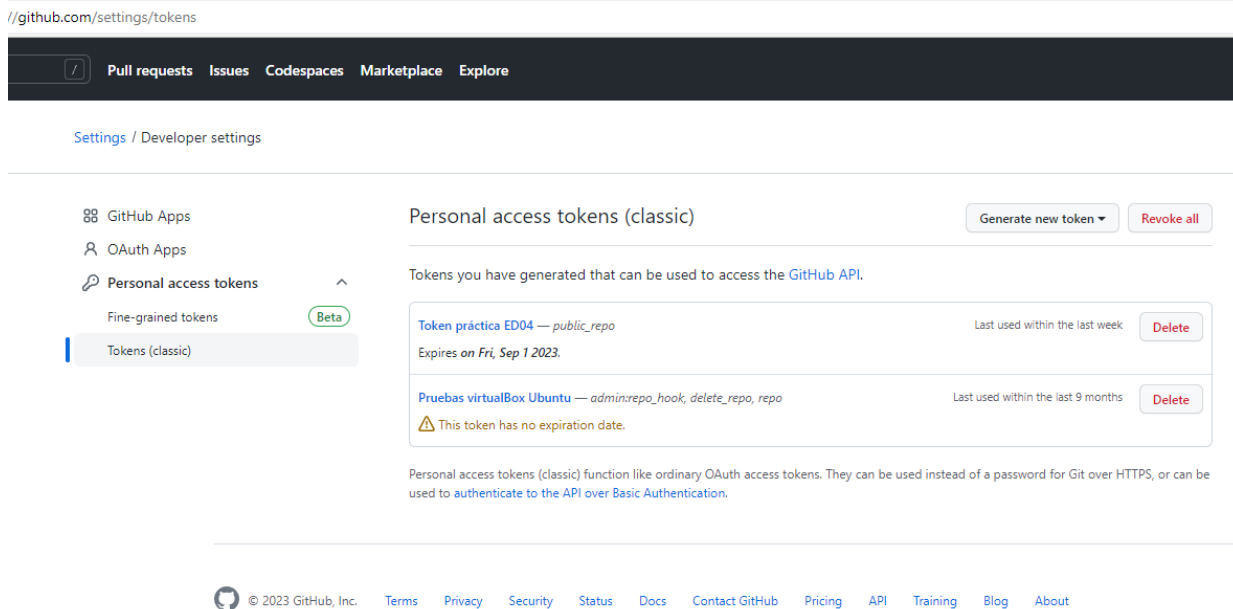 //github.com/settings/tokens
/ Pull requests Issues Codespaces Marketplace Explore
Settings / Developer settings
GitHub Apps
OAuth Apps
Personal access tokens
Fine-grained tokens Beta
Tokens (classic)
Personal access tokens (classic) Generate new token Revoke all
Tokens you have generated that can be used to access the GitHub API.
Token práctica ED04 — public_repo Last used within the last week Delete
Expires on Fri, Sep 1 2023.
Pruebas virtualBox Ubuntu — admin:repo_hook, delete_repo, repo Last used within the last 9 months Delete
This token has no expiration date.
Personal access tokens (classic) function like ordinary OAuth access tokens. They can be used instead of a password for Git over HTTPS, or can be
used to authenticate to the API over Basic Authentication.
© 2023 GitHub, Inc. Terms Privacy Security Status Docs Contact GitHub Pricing API Training Blog About